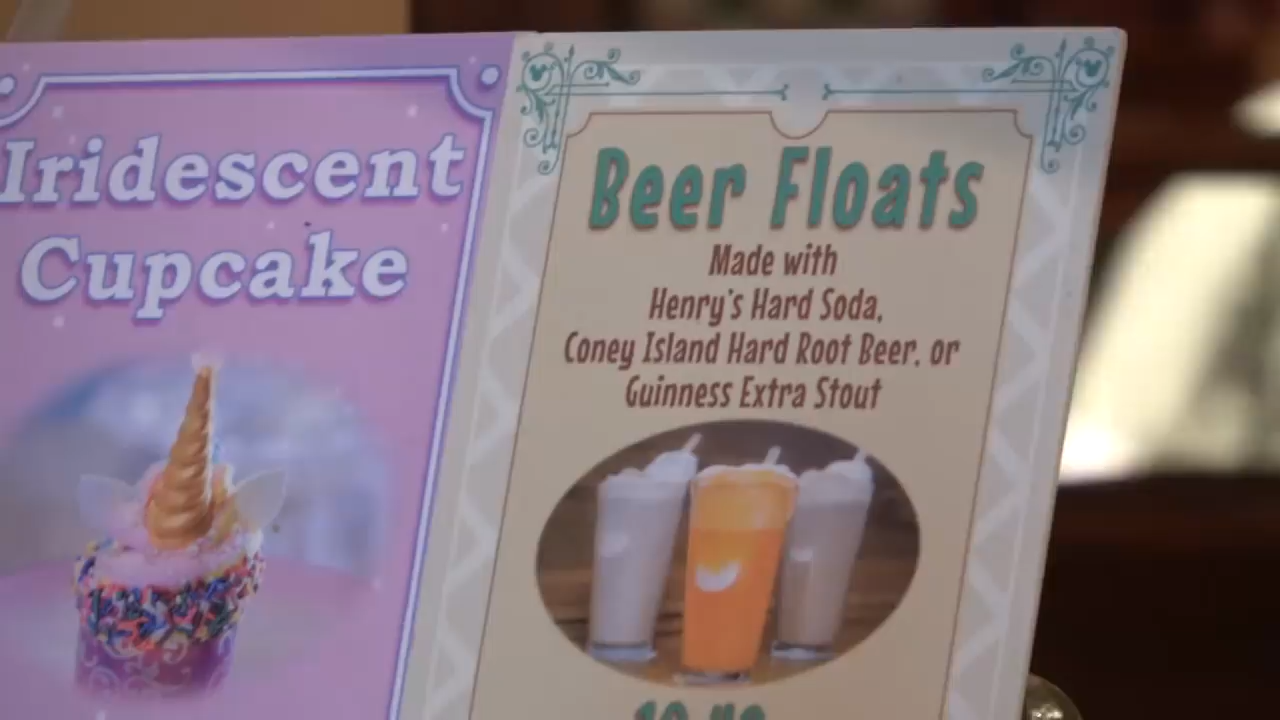 Iridescent
Cupcake
Beer Floats
Made with
Henry's Hard Soda,
Coney Island Hard Root Beer, or
Guinness Extra Stout